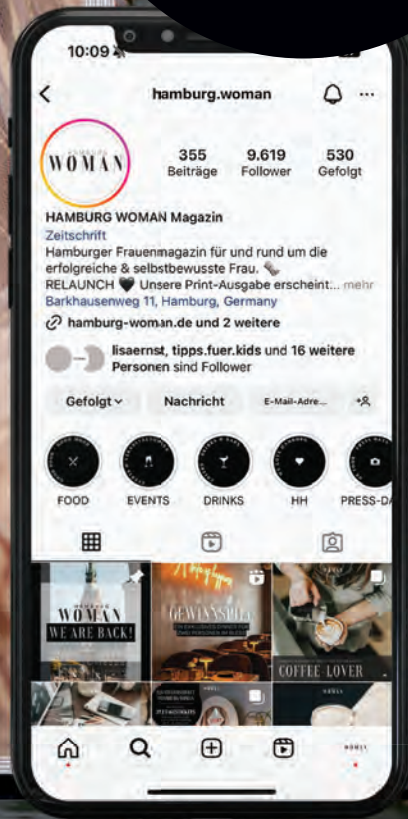 10:09
hamburg.woman
HAMBURG
WOMAN
355
9.619
530
Beiträge
Follower
Gefolgt
HAMBURG WOMAN Magazin
Zeitschrift
Hamburger Frauenmagazin für und rund um die
erfolgreiche & selbstbewusste Frau.
RELAUNCH 🖤 Unsere Print-Ausgabe erscheint... mehr
Barkhausenweg 11, Hamburg, Germany
hamburg-woman.de und 2 weitere
lisaernst, tipps.fuer.kids und 16 weitere
Personen sind Follower
Gefolgt
Nachricht
E-Mail-Adre...
FOOD
EVENTS
DRINKS
HH
PRESS-DA
HAMBURG
WOMAN
WE ARE BACK!
GEWINNSPIEL
COFFEE LOVER
WOMAN